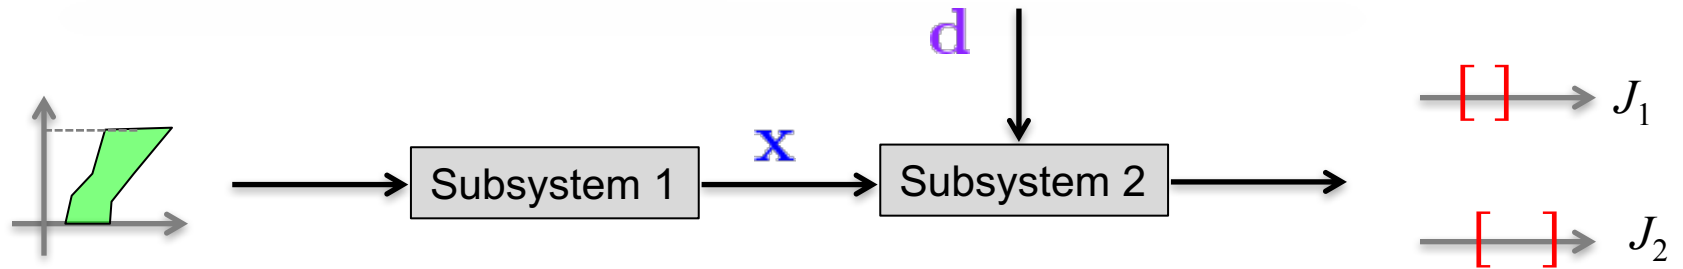 d
J₁
x
Subsystem 1
Subsystem 2
[ ]
[ ]
J₂